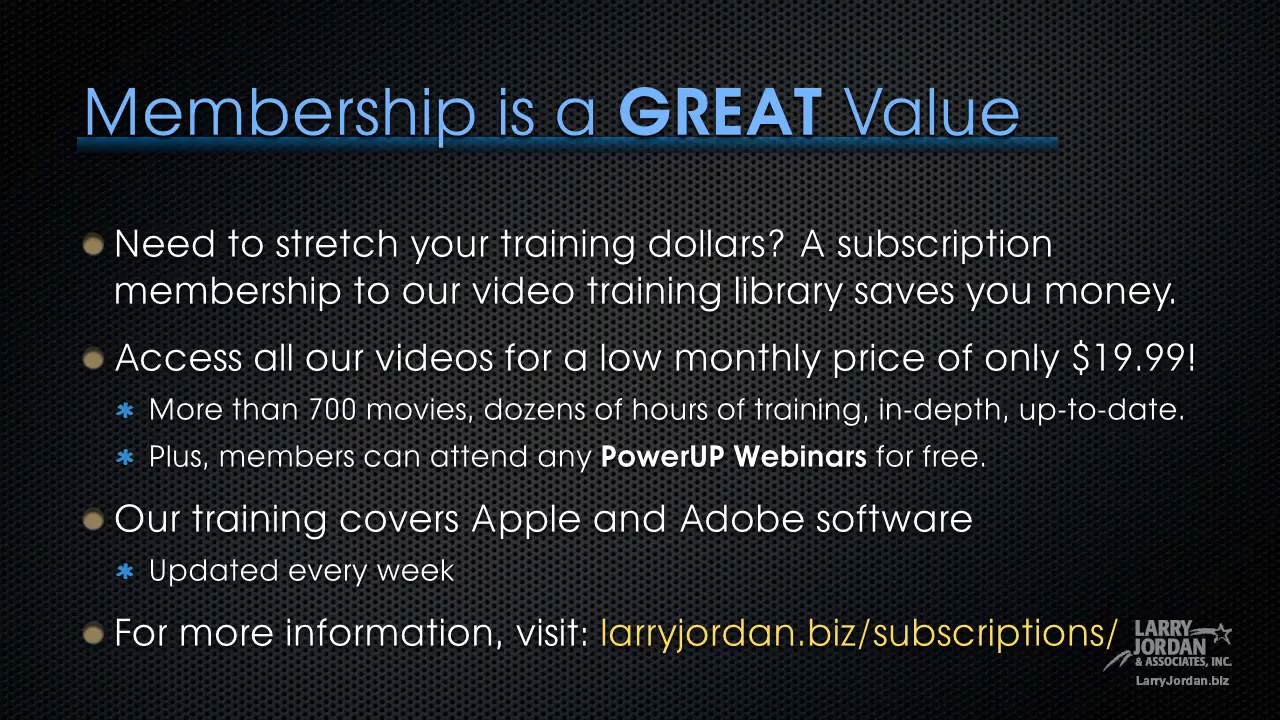 Membership is a GREAT Value
Need to stretch your training dollars? A subscription
membership to our video training library saves you money.
Access all our videos for a low monthly price of only $19.99!
More than 700 movies, dozens of hours of training, in-depth, up-to-date.
Plus, members can attend any PowerUP Webinars for free.
Our training covers Apple and Adobe software
Updated every week
For more information, visit: larryjordan.biz/subscriptions/
LARRY
JORDAN
& ASSOCIATES, INC.
LarryJordan.biz